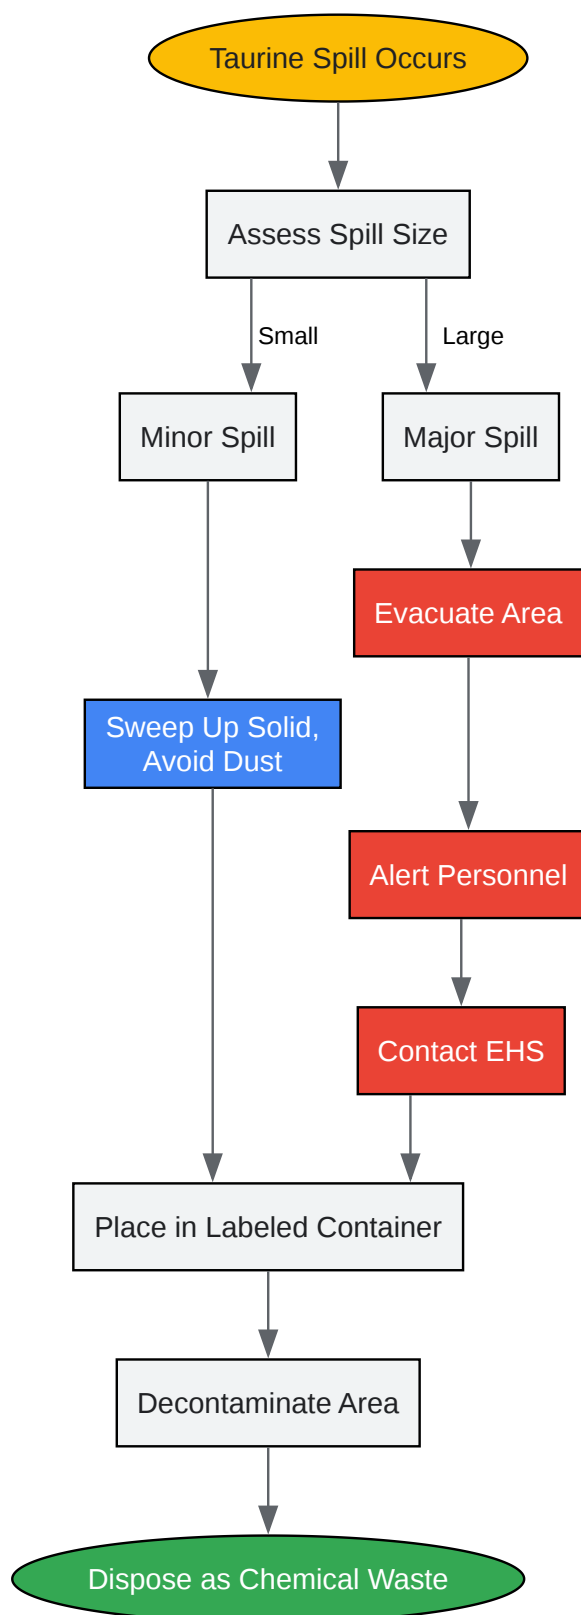 Taurine Spill Occurs
Assess Spill Size
Small
Large
Minor Spill
Major Spill
Evacuate Area
Sweep Up Solid,
Avoid Dust
Alert Personnel
Contact EHS
Place in Labeled Container
Decontaminate Area
Dispose as Chemical Waste